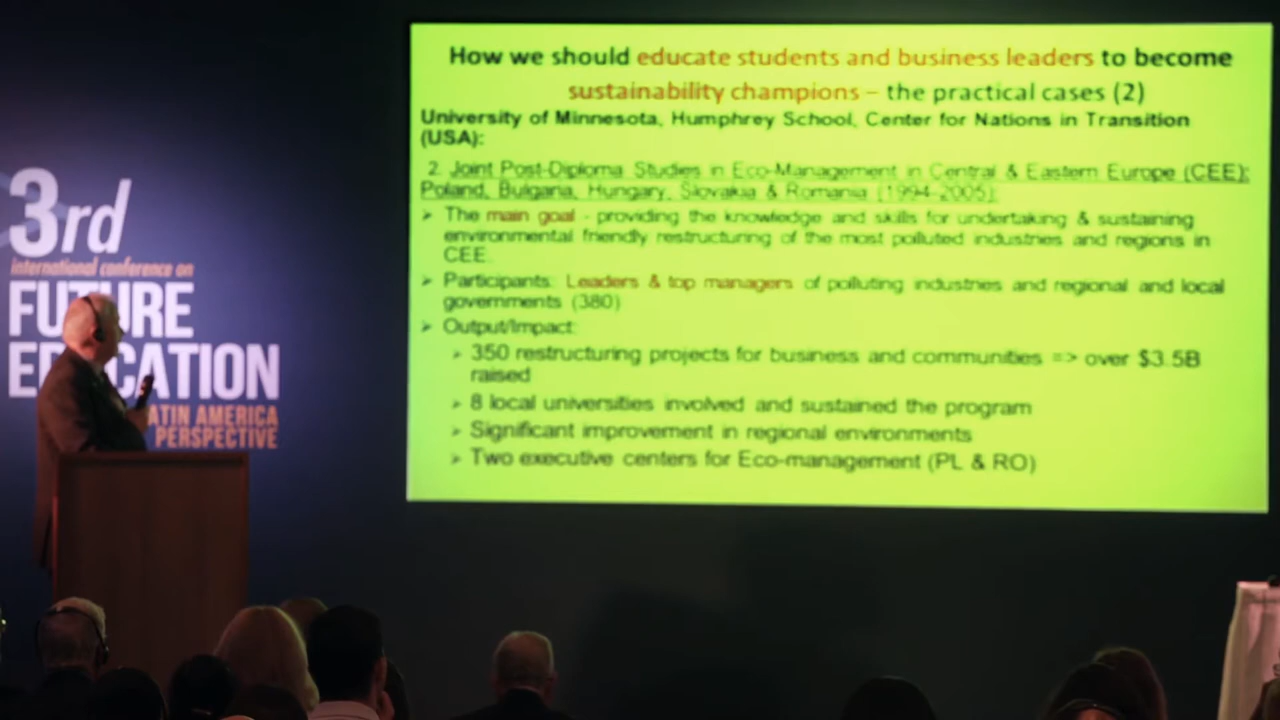 3rd
international conference on
FUTURE
EDUCATION
LATIN AMERICA
PERSPECTIVE
How we should educate students and business leaders to become
sustainability champions – the practical cases (2)
University of Minnesota, Humphrey School, Center for Nations in Transition
(USA):
2. Joint Post-Diploma Studies in Eco-Management in Central & Eastern Europe (CEE):
Poland, Bulgaria, Hungary, Slovakia & Romania (1994-2005):
➢ The main goal - providing the knowledge and skills for undertaking & sustaining
environmental friendly restructuring of the most polluted industries and regions in
CEE.
➢ Participants: Leaders & top managers of polluting industries and regional and local
governments (380)
➢ Output/Impact:
➢ 350 restructuring projects for business and communities => over $3.5B
raised
➢ 8 local universities involved and sustained the program
➢ Significant improvement in regional environments
➢ Two executive centers for Eco-management (PL & RO)